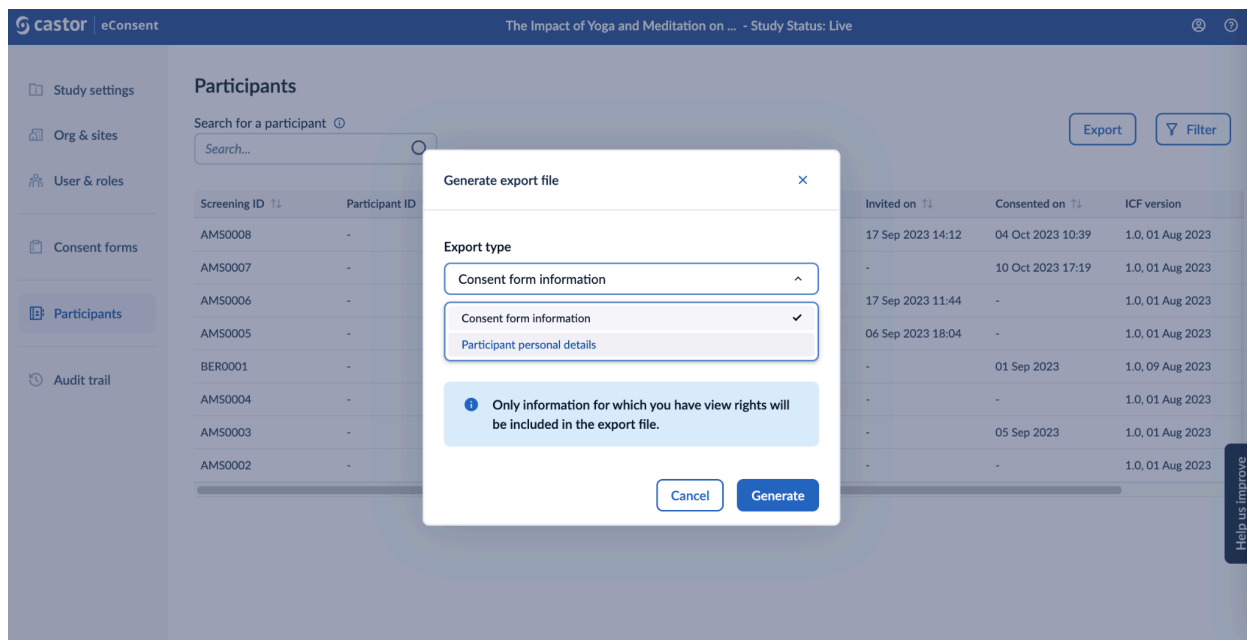 castor eConsent
The Impact of Yoga and Meditation on ... - Study Status: Live
Study settings
Org & sites
User & roles
Consent forms
Participants
Audit trail
Participants
Search for a participant
Search...
Export
Filter
Screening ID Participant ID Invited on Consented on ICF version
AMS0008 - 17 Sep 2023 14:12 04 Oct 2023 10:39 1.0, 01 Aug 2023
AMS0007 - - 10 Oct 2023 17:19 1.0, 01 Aug 2023
AMS0006 - 17 Sep 2023 11:44 - 1.0, 01 Aug 2023
AMS0005 - 06 Sep 2023 18:04 - 1.0, 01 Aug 2023
BER0001 - - 01 Sep 2023 1.0, 09 Aug 2023
AMS0004 - - - 1.0, 01 Aug 2023
AMS0003 - - 05 Sep 2023 1.0, 01 Aug 2023
AMS0002 - - - 1.0, 01 Aug 2023
Generate export file
Export type
Consent form information
Consent form information
Participant personal details
Only information for which you have view rights will
be included in the export file.
Cancel
Generate
Help us improve